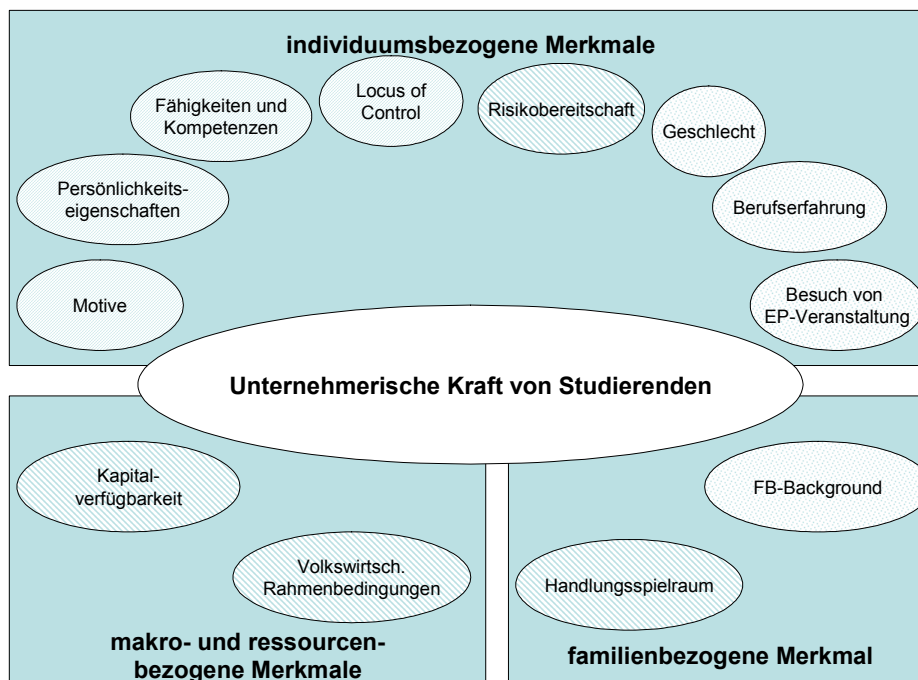 individuumsbezogene Merkmale
Locus of
Control
Risikobereitschaft
Fähigkeiten und
Kompetenzen
Geschlecht
Persönlichkeits-
eigenschaften
Berufserfahrung
Motive
Besuch von
EP-Veranstaltung
Unternehmerische Kraft von Studierenden
Kapital-
verfügbarkeit
Volkswirtsch.
Rahmenbedingungen
makro- und ressourcen-
bezogene Merkmale
FB-Background
Handlungsspielraum
familienbezogene Merkmal